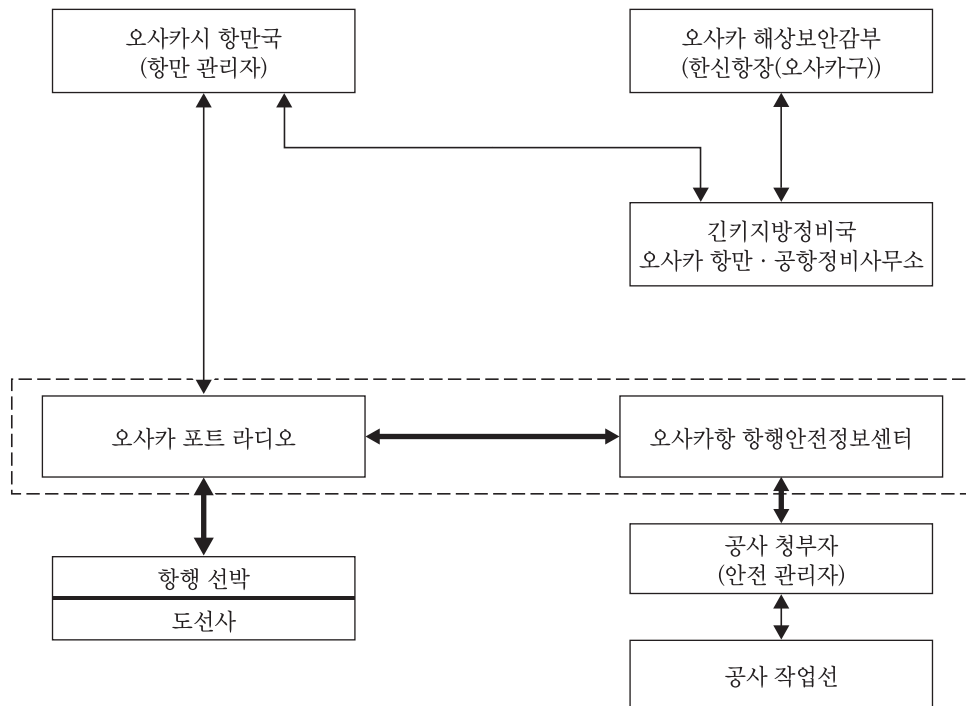 오사카시 항만국
(항만 관리자)
오사카 해상보안감부
(한신항장(오사카구))
긴키지방정비국
오사카 항만 · 공항정비사무소
오사카 포트 라디오
오사카항 항행안전정보센터
항행 선박
도선사
공사 청부자
(안전 관리자)
공사 작업선